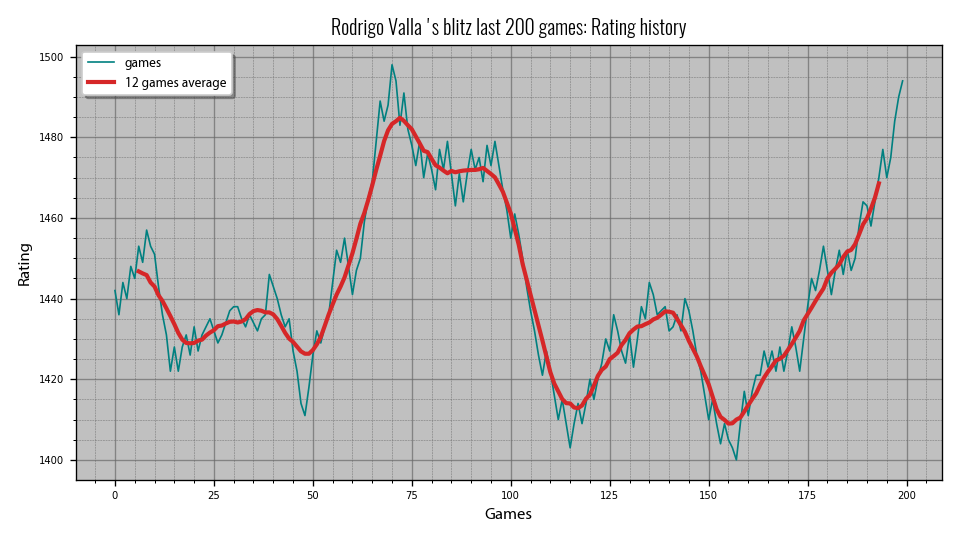 Rodrigo Valla 's blitz last 200 games: Rating history
games
12 games average
Rating
1500
1480
1460
1440
1420
1400
0 25 50 75 100 125 150 175 200
Games